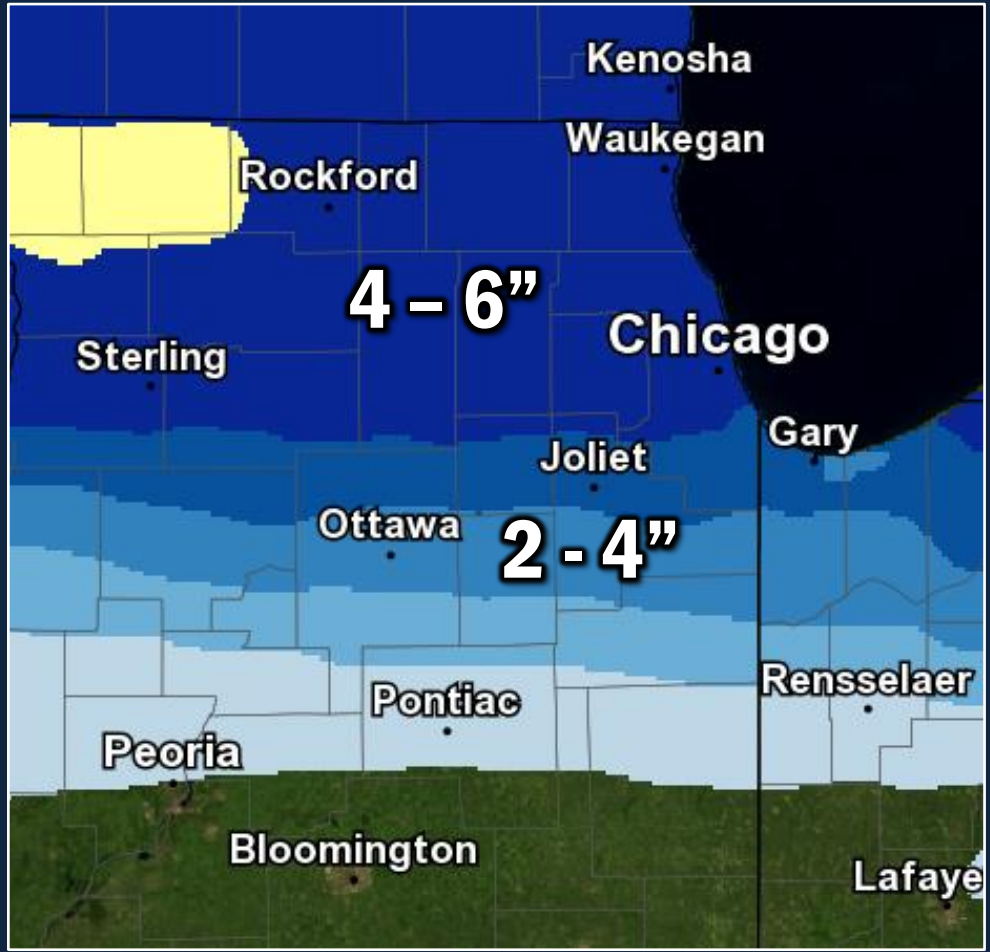 Kenosha
Waukegan
Rockford
4 – 6”
Chicago
Sterling
Gary
Joliet
Ottawa
2 - 4”
Rensselaer
Pontiac
Peoria
Bloomington
Lafaye